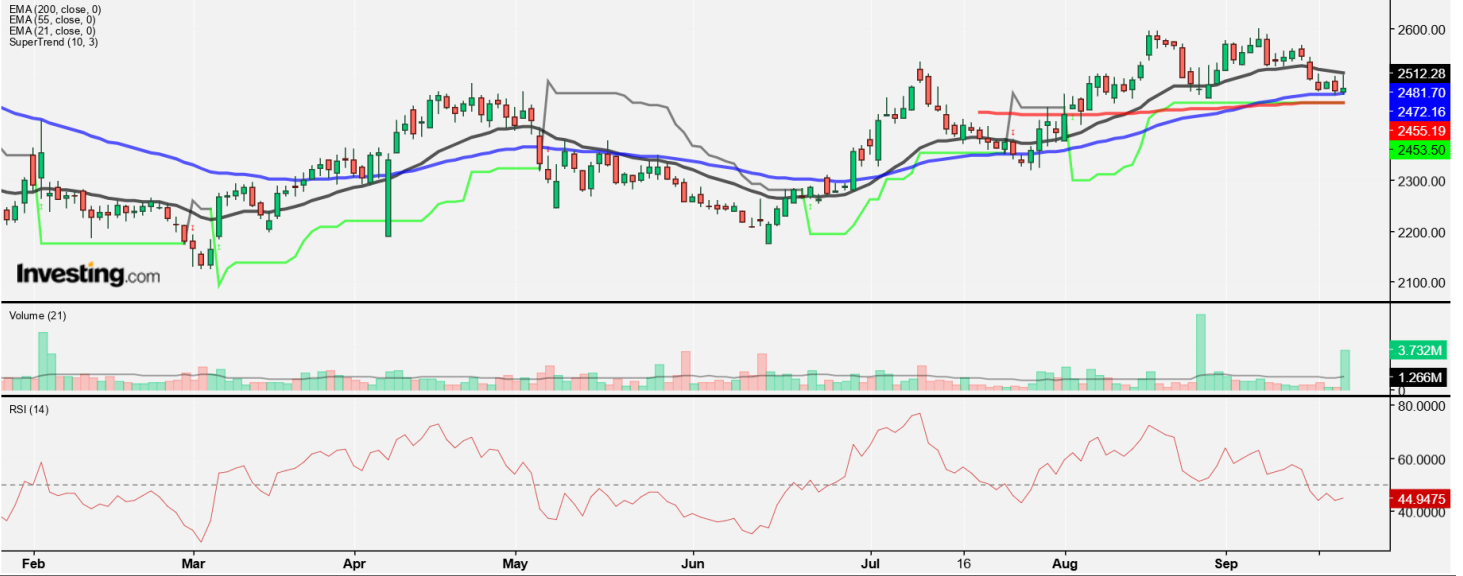 EMA (200, close, 0)
EMA (55, close, 0)
EMA (21, close, 0)
SuperTrend (10, 3)
2600.00
2512.28
2481.70
2472.16
2455.19
2453.50
2300.00
2200.00
2100.00
Investing.com
Volume (21)
3.732M
1.266M
0
RSI (14)
80.0000
60.0000
44.9475
40.0000
Feb Mar Apr May Jun Jul 16 Aug Sep